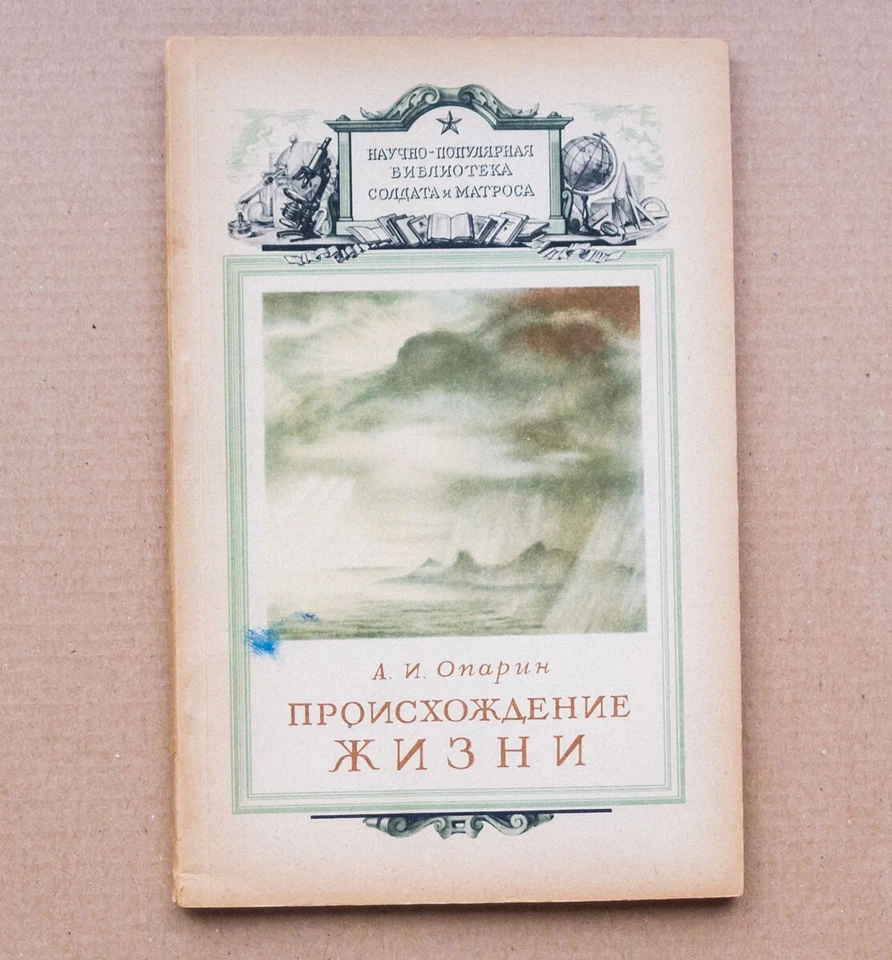 НАУЧНО-ПОПУЛЯРНАЯ
БИБЛИОТЕКА
СОЛДАТА и МАТРОСА
А. И. Опарин
ПРОИСХОЖДЕНИЕ
ЖИЗНИ